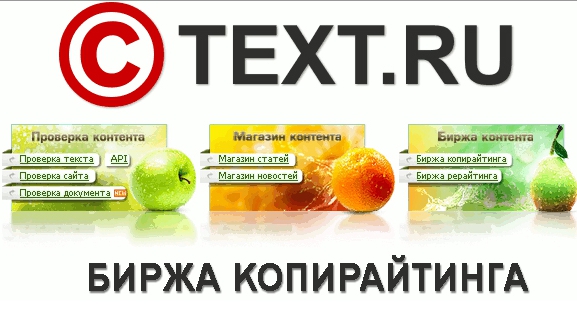 © TEXT.RU
Проверка контента
Проверка текста API
Проверка сайта
Проверка документа NEW
Магазин контента
Магазин статей
Магазин новостей
Биржа контента
Биржа копирайтинга
Биржа рерайтинга
БИРЖА КОПИРАЙТИНГА